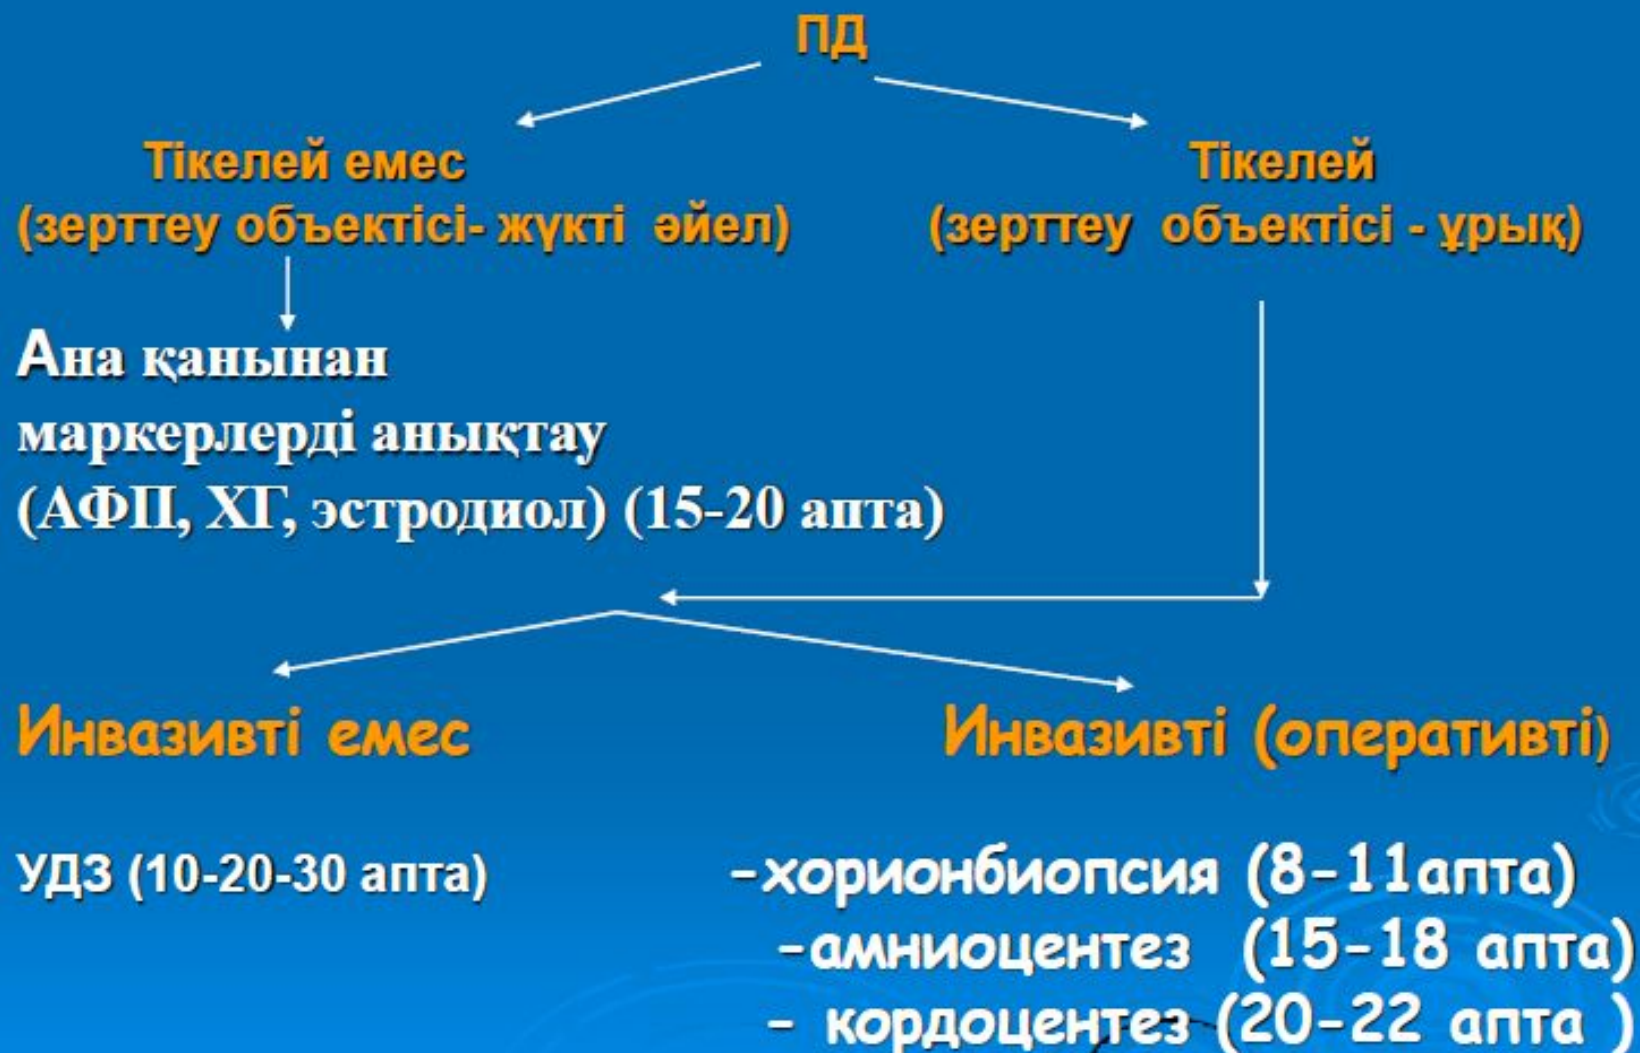 ПД
Тікелей емес
(зерттеу объектісі- жүкті әйел)
Тікелей
(зерттеу объектісі - ұрық)
Ана қанынан
маркерлерді анықтау
(АФП, ХГ, эстродиол) (15-20 апта)
Инвазивті емес
Инвазивті (оперативті)
УДЗ (10-20-30 апта)
-хорионбиопсия (8-11апта)
-амниоцентез (15-18 апта)
- кордоцентез (20-22 апта )